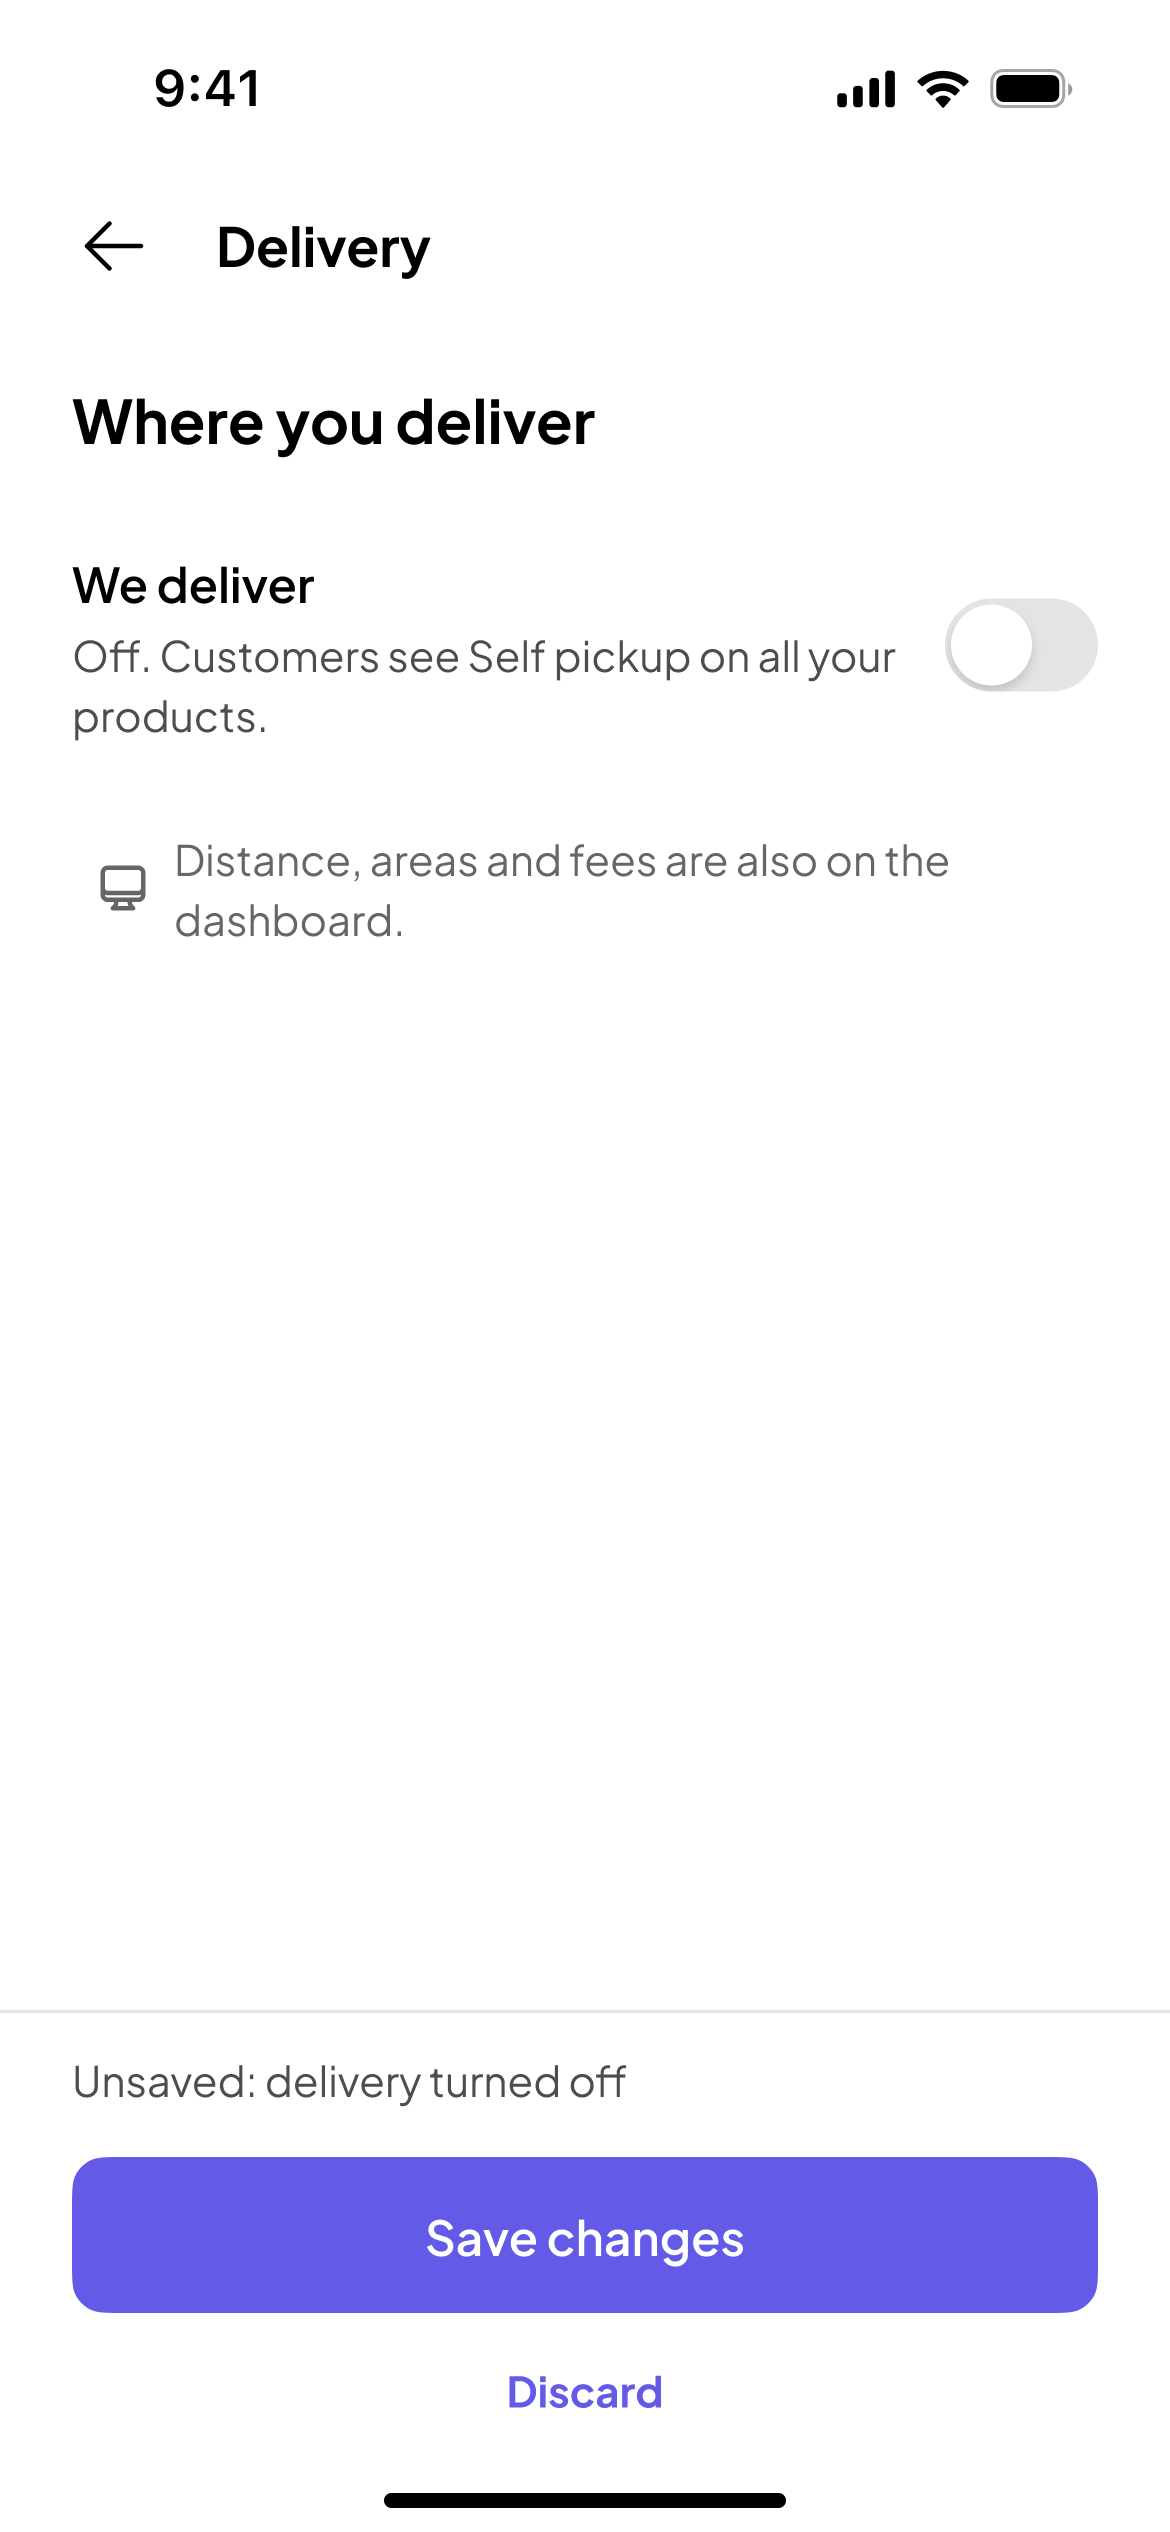 9:41
Delivery
Where you deliver
We deliver
Off. Customers see Self pickup on all your
products.
Distance, areas and fees are also on the
dashboard.
Unsaved: delivery turned off
Save changes
Discard